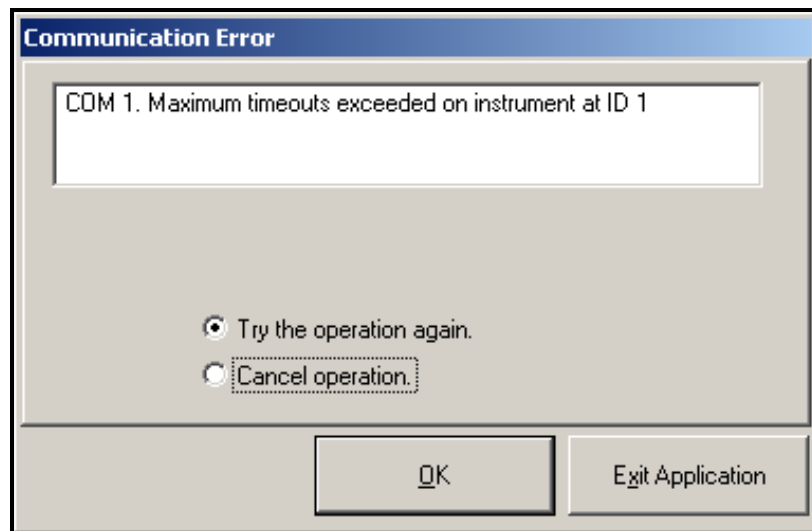 Communication Error
COM 1. Maximum timeouts exceeded on instrument at ID 1
Try the operation again.
Cancel operation.
OK
Exit Application